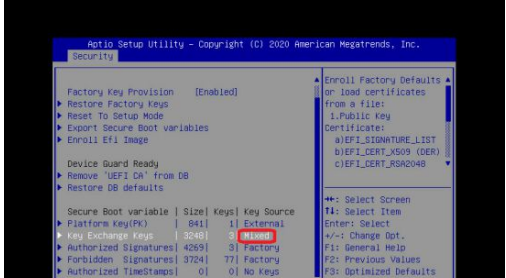 Aptio Setup Utility – Copyright (C) 2020 American Megatrends, Inc.
Security
Factory Key Provision [Enabled]
Restore Factory Keys
Reset To Setup Mode
Export Secure Boot variables
Enroll Efi Image
Device Guard Ready
Remove 'UEFI CA' from DB
Restore DB defaults
Secure Boot variable | Size| Keys| Key Source
Platform Key(PK) | 841| 1| External
Key Exchange Keys | 3248| 3| Mixed
Authorized Signatures| 4269| 3| Factory
Forbidden Signatures| 3724| 77| Factory
Authorized TimeStamps| 0| 0| No Keys
Enroll Factory Defaults
or load certificates
from a file:
1.Public Key
Certificate:
a)EFI_SIGNATURE_LIST
b)EFI_CERT_X509 (DER)
c)EFI_CERT_RSA2048
↔: Select Screen
↑↓: Select Item
Enter: Select
+/-: Change Opt.
F1: General Help
F2: Previous Values
F3: Optimized Defaults